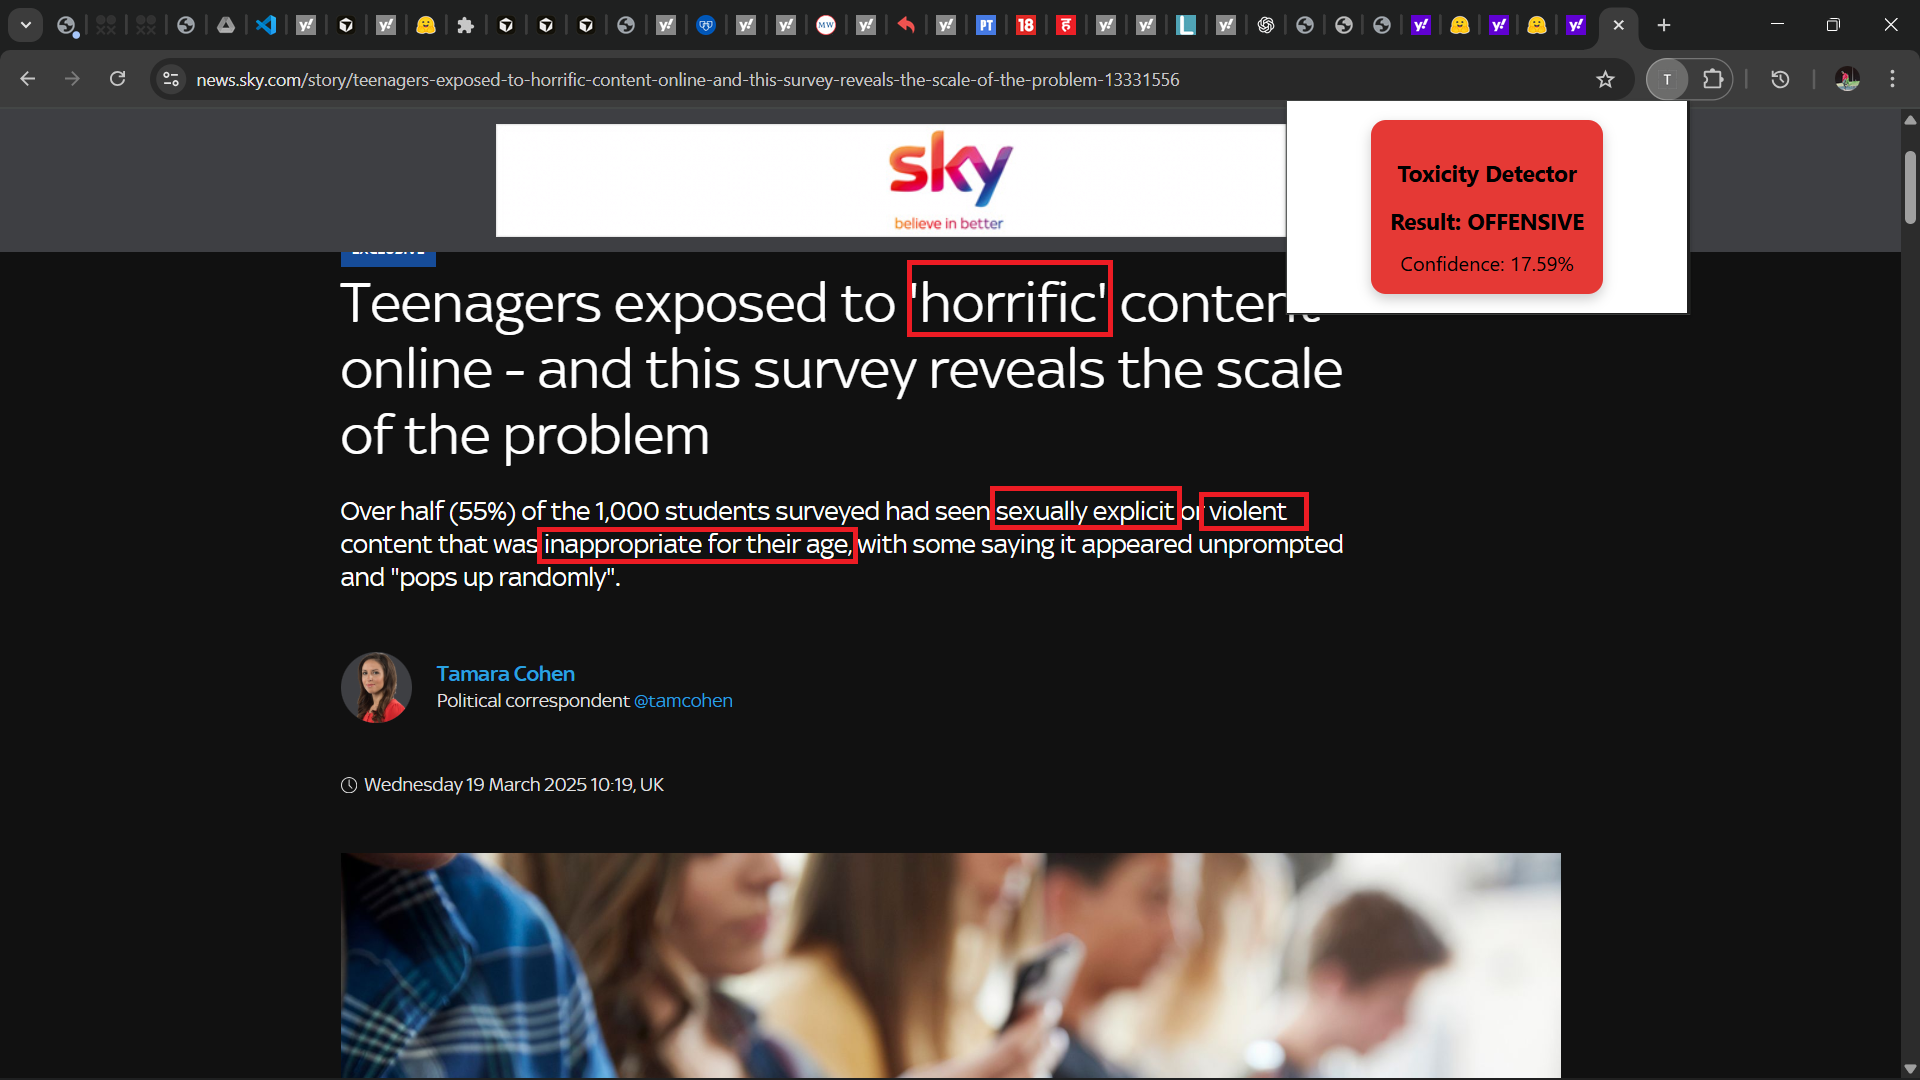 MW
PT
18
ह
L
news.sky.com/story/teenagers-exposed-to-horrific-content-online-and-this-survey-reveals-the-scale-of-the-problem-13331556
T
sky
believe in better
Toxicity Detector
Result: OFFENSIVE
Confidence: 17.59%
Teenagers exposed to 'horrific' content
online - and this survey reveals the scale
of the problem
Over half (55%) of the 1,000 students surveyed had seen sexually explicit or violent
content that was inappropriate for their age, with some saying it appeared unprompted
and "pops up randomly".
Tamara Cohen
Political correspondent @tamcohen
Wednesday 19 March 2025 10:19, UK